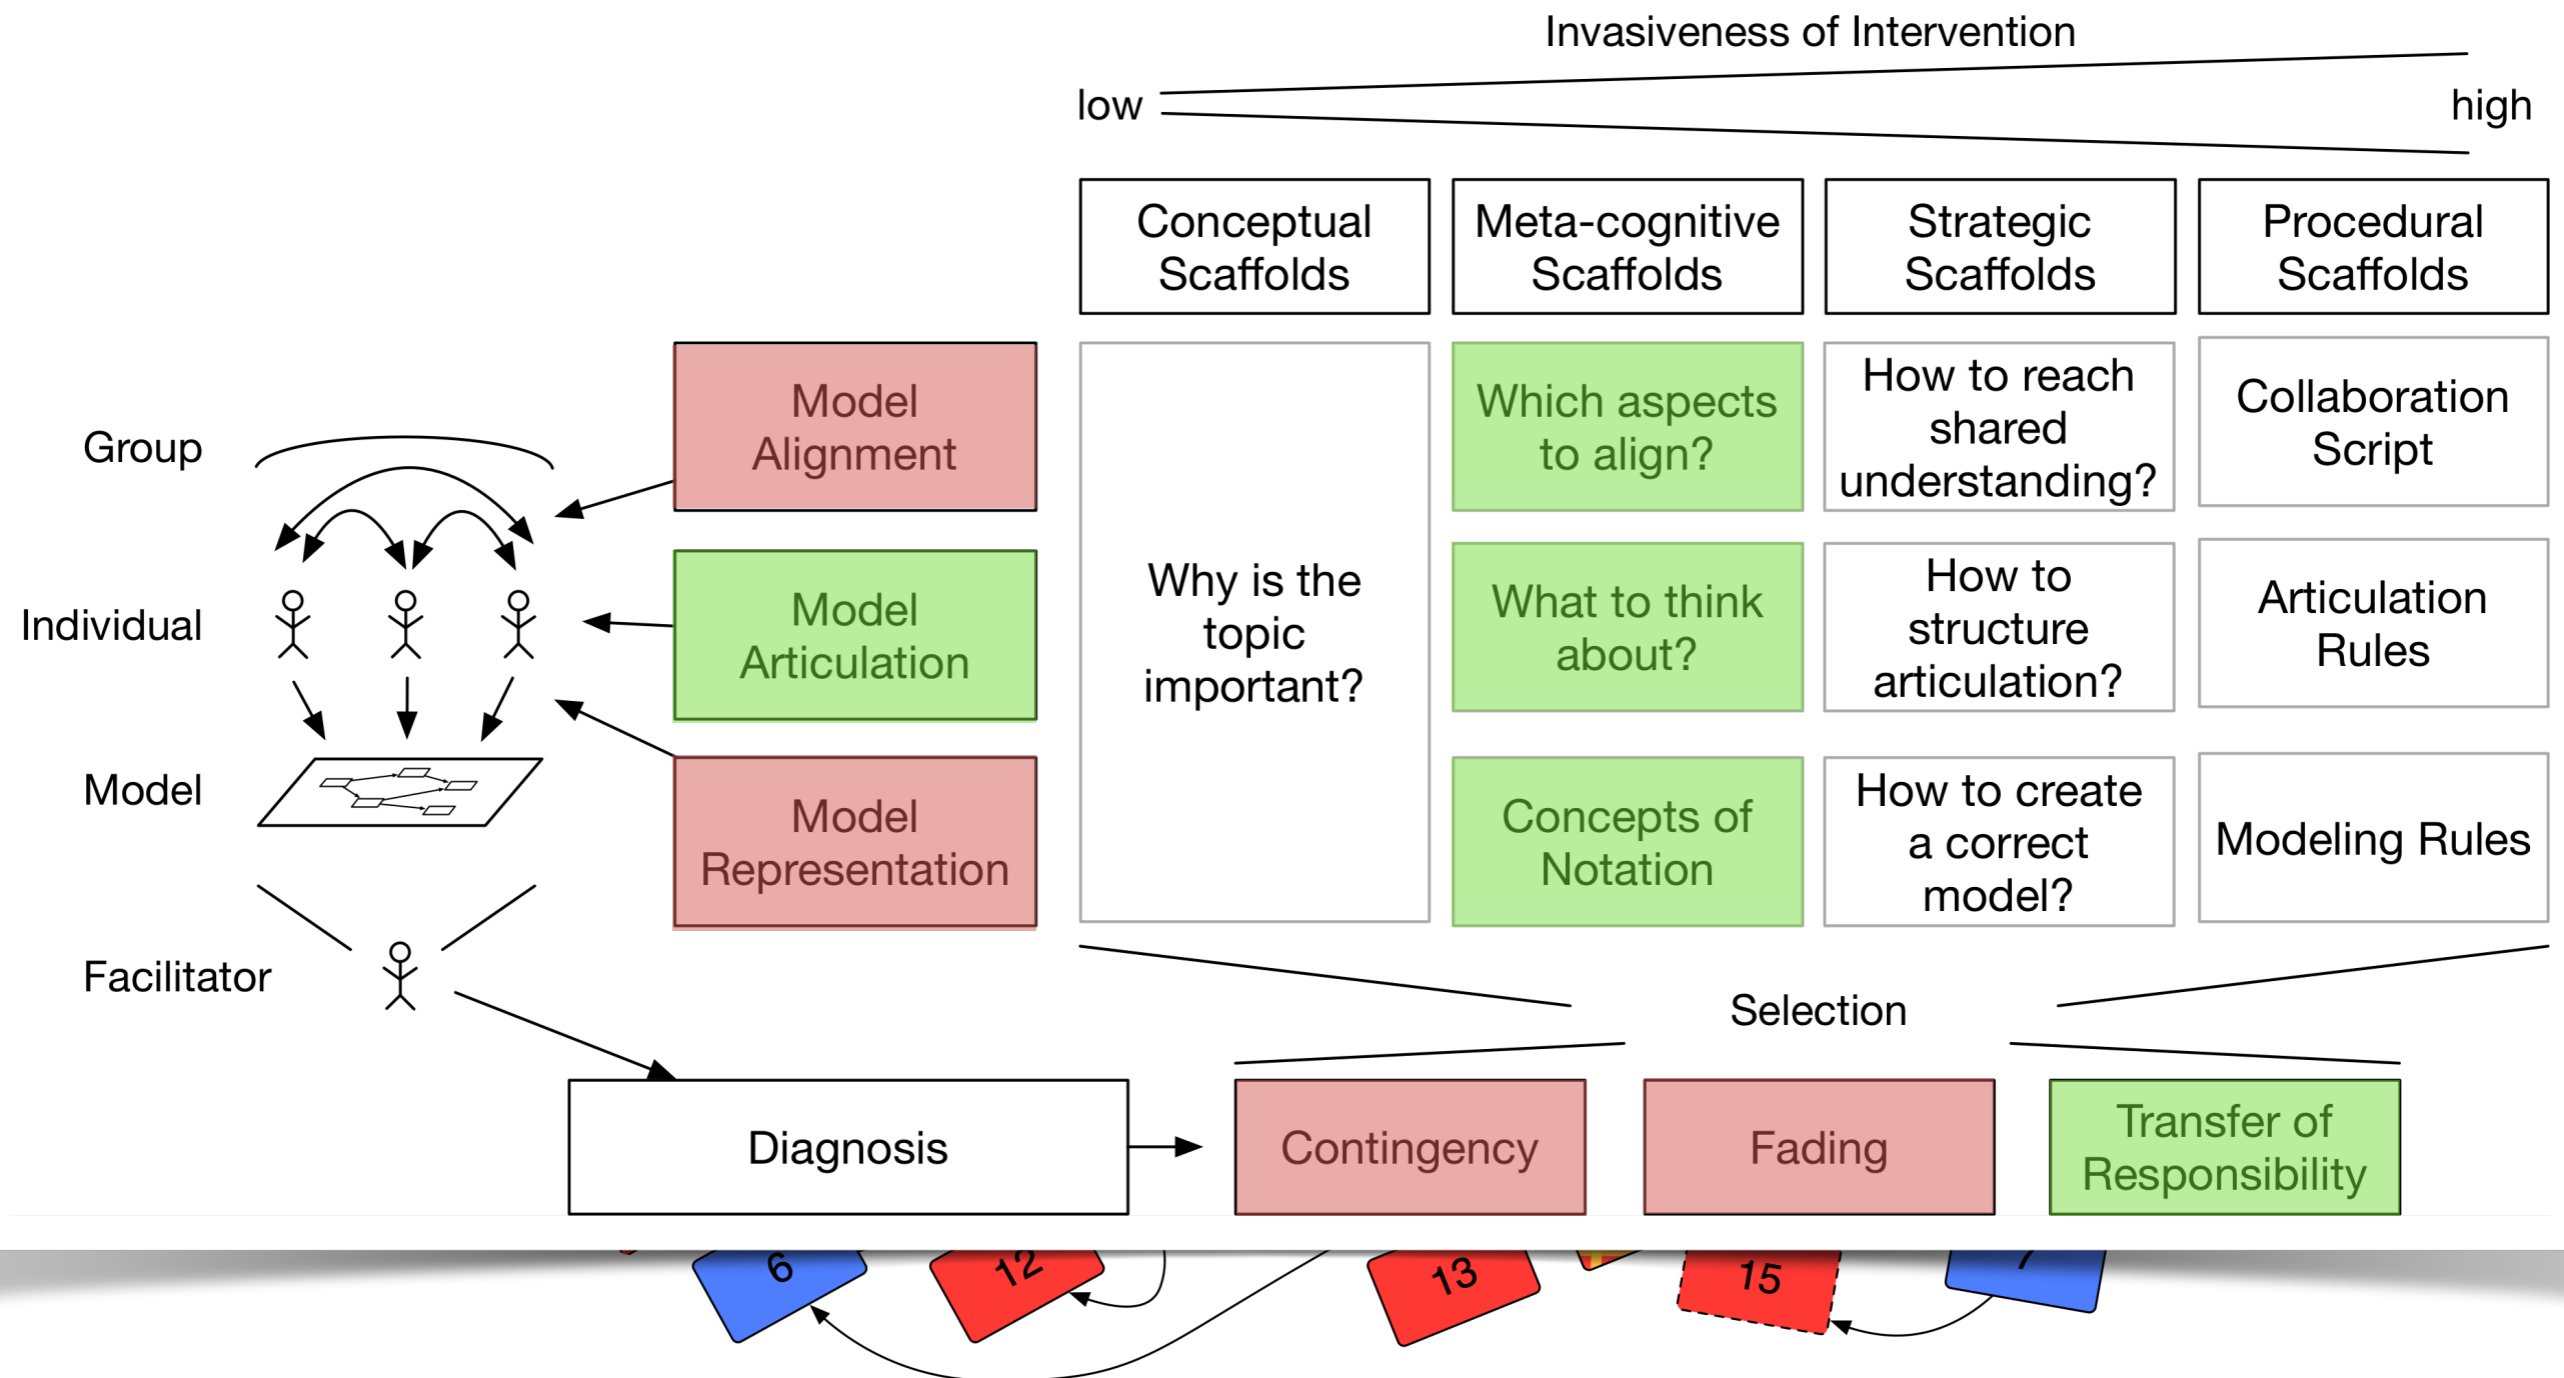 Invasiveness of Intervention
low
high
Conceptual
Scaffolds
Meta-cognitive
Scaffolds
Strategic
Scaffolds
Procedural
Scaffolds
Group
Individual
Model
Facilitator
Model
Alignment
Model
Articulation
Model
Representation
Why is the
topic
important?
Which aspects
to align?
How to reach
shared
understanding?
Collaboration
Script
What to think
about?
How to
structure
articulation?
Articulation
Rules
Concepts of
Notation
How to create
a correct
model?
Modeling Rules
Selection
Diagnosis
Contingency
Fading
Transfer of
Responsibility
6
12
13
15
7